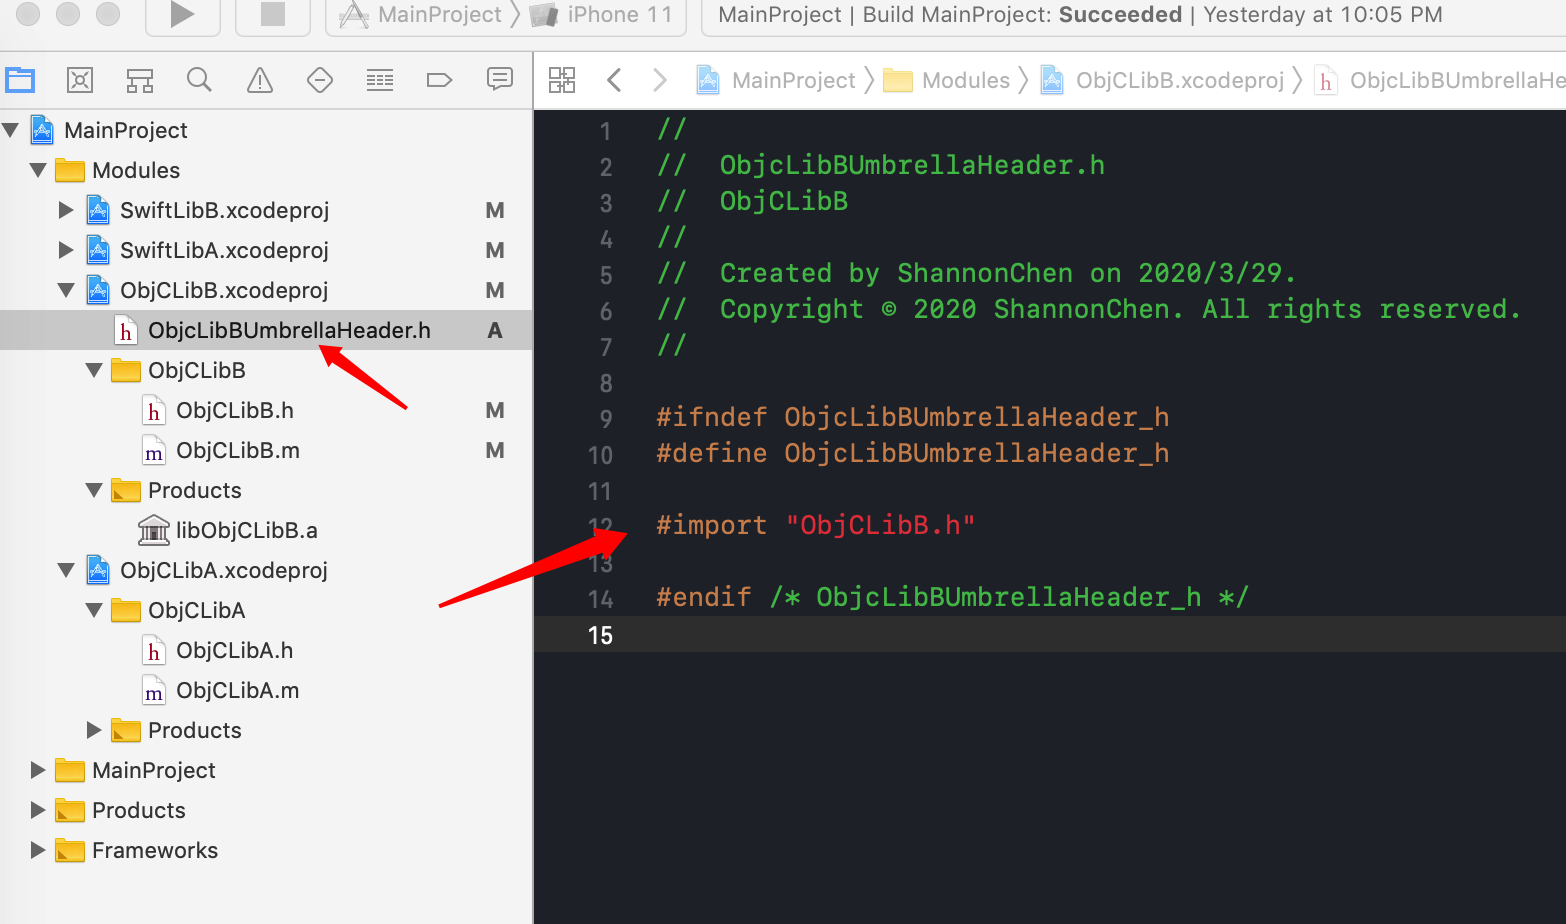 MainProject 〉 iPhone 11
MainProject | Build MainProject: Succeeded | Yesterday at 10:05 PM
MainProject 〉 Modules 〉 ObjCLibB.xcodeproj 〉 h ObjcLibBUmbrellaHe
MainProject
Modules
SwiftLibB.xcodeproj M
SwiftLibA.xcodeproj M
ObjCLibB.xcodeproj M
h ObjcLibBUmbrellaHeader.h A
ObjCLibB
h ObjCLibB.h M
m ObjCLibB.m M
Products
libObjCLibB.a
ObjCLibA.xcodeproj
ObjCLibA
h ObjCLibA.h
m ObjCLibA.m
Products
MainProject
Products
Frameworks
1 //
2 //  ObjcLibBUmbrellaHeader.h
3 //  ObjCLibB
4 //
5 //  Created by ShannonChen on 2020/3/29.
6 //  Copyright © 2020 ShannonChen. All rights reserved.
7 //
8
9 #ifndef ObjcLibBUmbrellaHeader_h
10 #define ObjcLibBUmbrellaHeader_h
11
12 #import "ObjCLibB.h"
13
14 #endif /* ObjcLibBUmbrellaHeader_h */
15